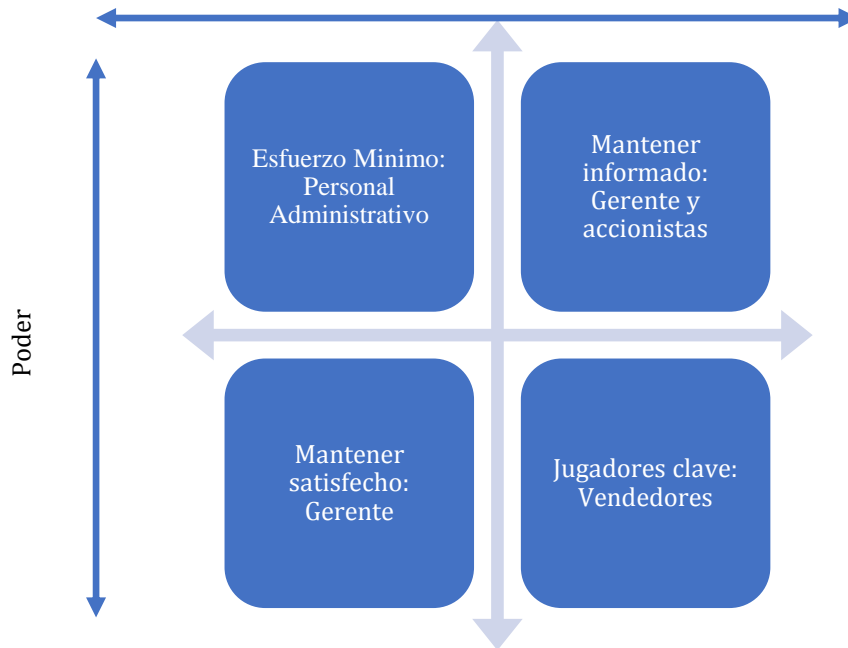 Esfuerzo Minimo:
Personal
Administrativo
Mantener
informado:
Gerente y
accionistas
Poder
Mantener
satisfecho:
Gerente
Jugadores clave:
Vendedores